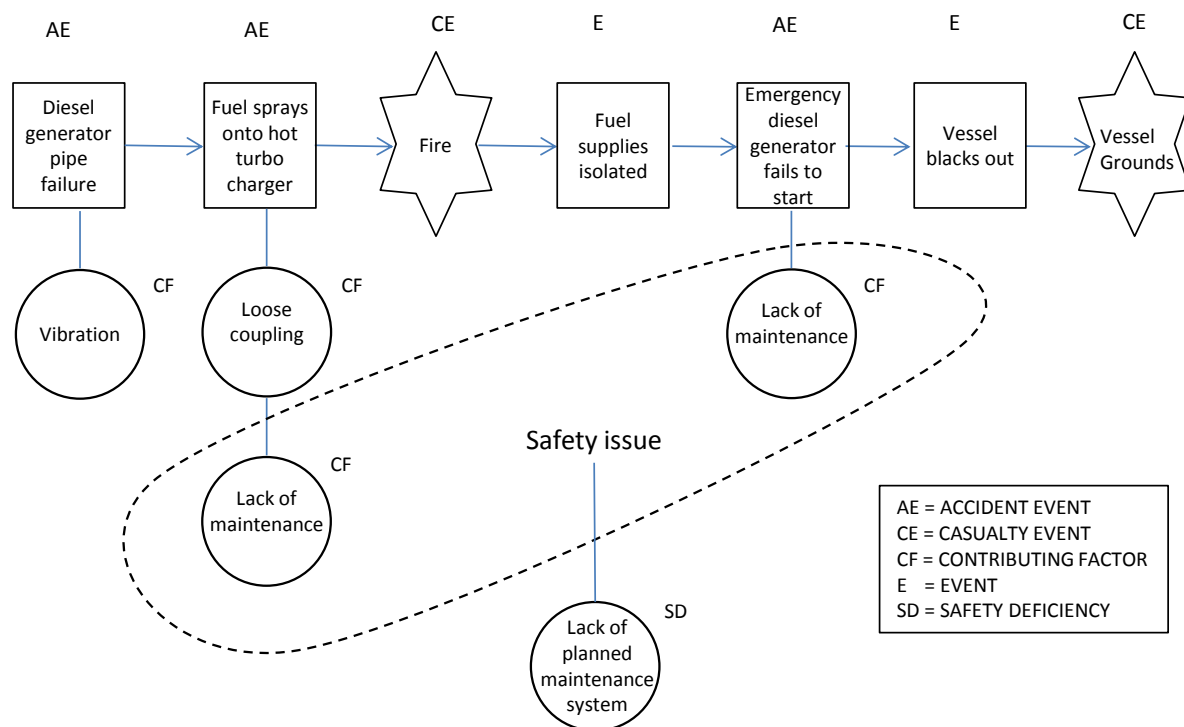 AE
AE
CE
E
AE
E
CE
Diesel
generator
pipe
failure
Fuel sprays
onto hot
turbo
charger
Fire
Fuel
supplies
isolated
Emergency
diesel
generator
fails to
start
Vessel
blacks out
Vessel
Grounds
CF
Vibration
CF
Loose
coupling
CF
Lack of
maintenance
CF
Lack of
maintenance
Safety issue
SD
Lack of
planned
maintenance
system
AE = ACCIDENT EVENT
CE = CASUALTY EVENT
CF = CONTRIBUTING FACTOR
E = EVENT
SD = SAFETY DEFICIENCY